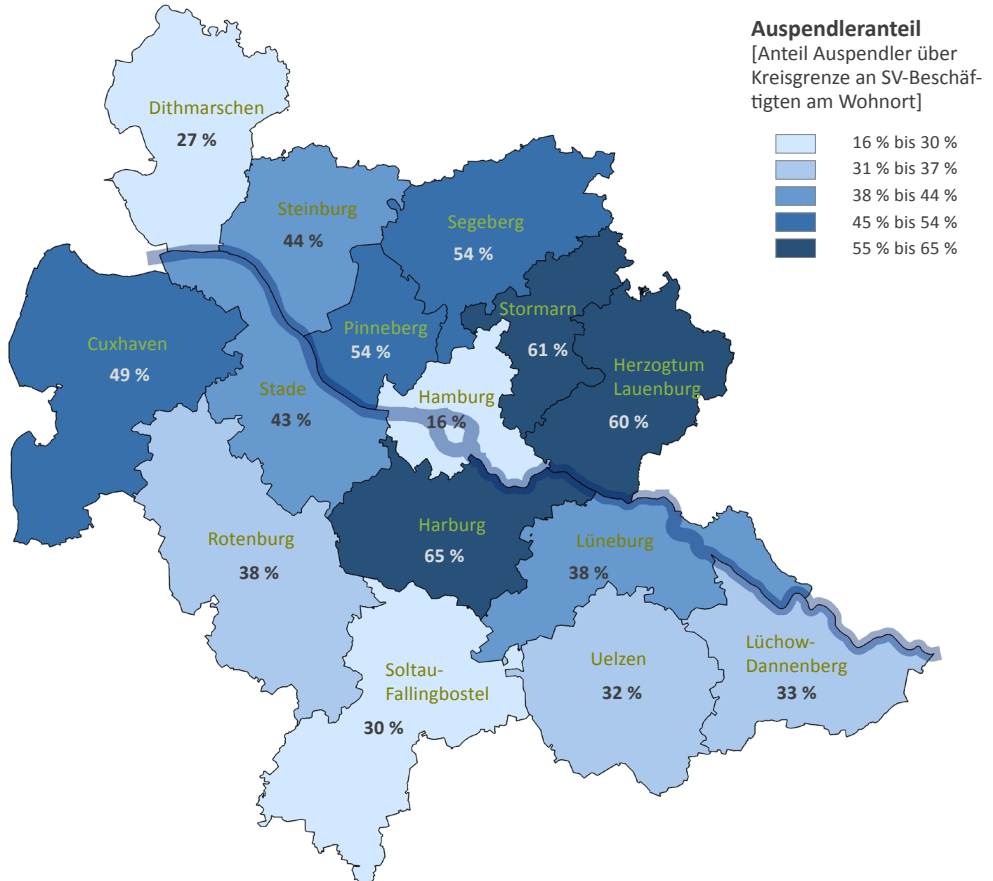 Auspendleranteil
[Anteil Auspendler über
Kreisgrenze an SV-Beschäf-
tigten am Wohnort]
16 % bis 30 %
31 % bis 37 %
38 % bis 44 %
45 % bis 54 %
55 % bis 65 %
Dithmarschen
27 %
Steinburg
44 %
Segeberg
54 %
Stormarn
61 %
Pinneberg
54 %
Cuxhaven
49 %
Herzogtum
Lauenburg
60 %
Stade
43 %
Hamburg
16 %
Rotenburg
38 %
Harburg
65 %
Lüneburg
38 %
Soltau-
Fallingbostel
30 %
Uelzen
32 %
Lüchow-
Dannenberg
33 %